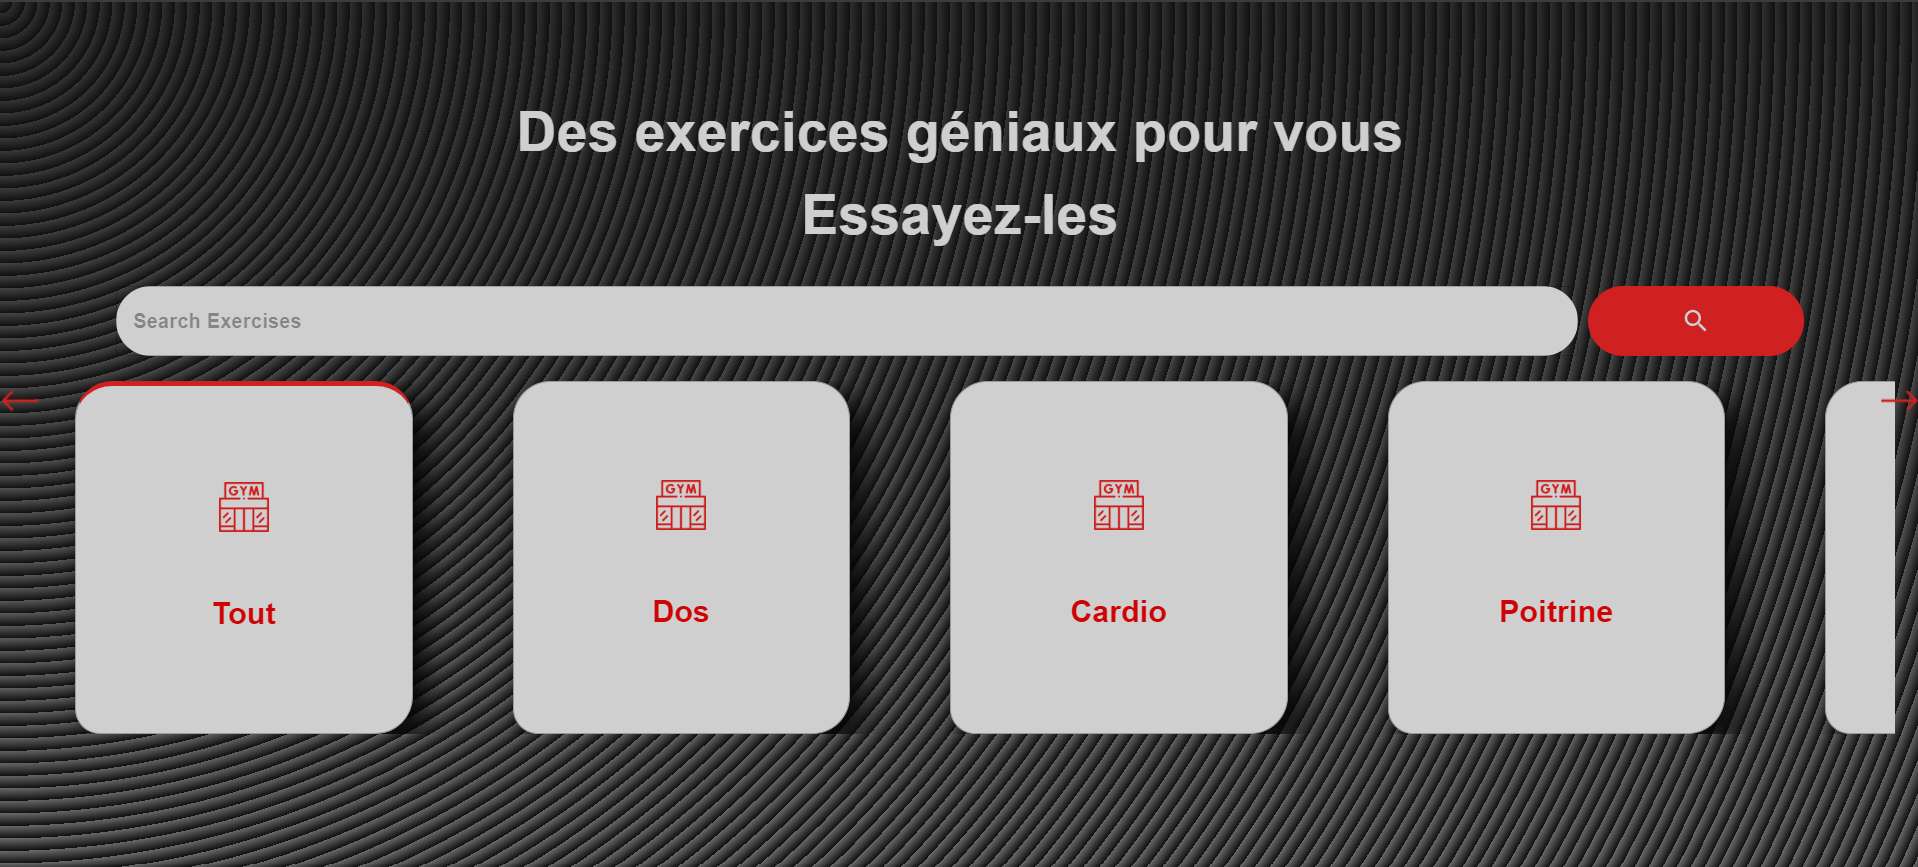 Des exercices géniaux pour vous
Essayez-les
Search Exercises
GYM
GYM
GYM
GYM
Tout
Dos
Cardio
Poitrine